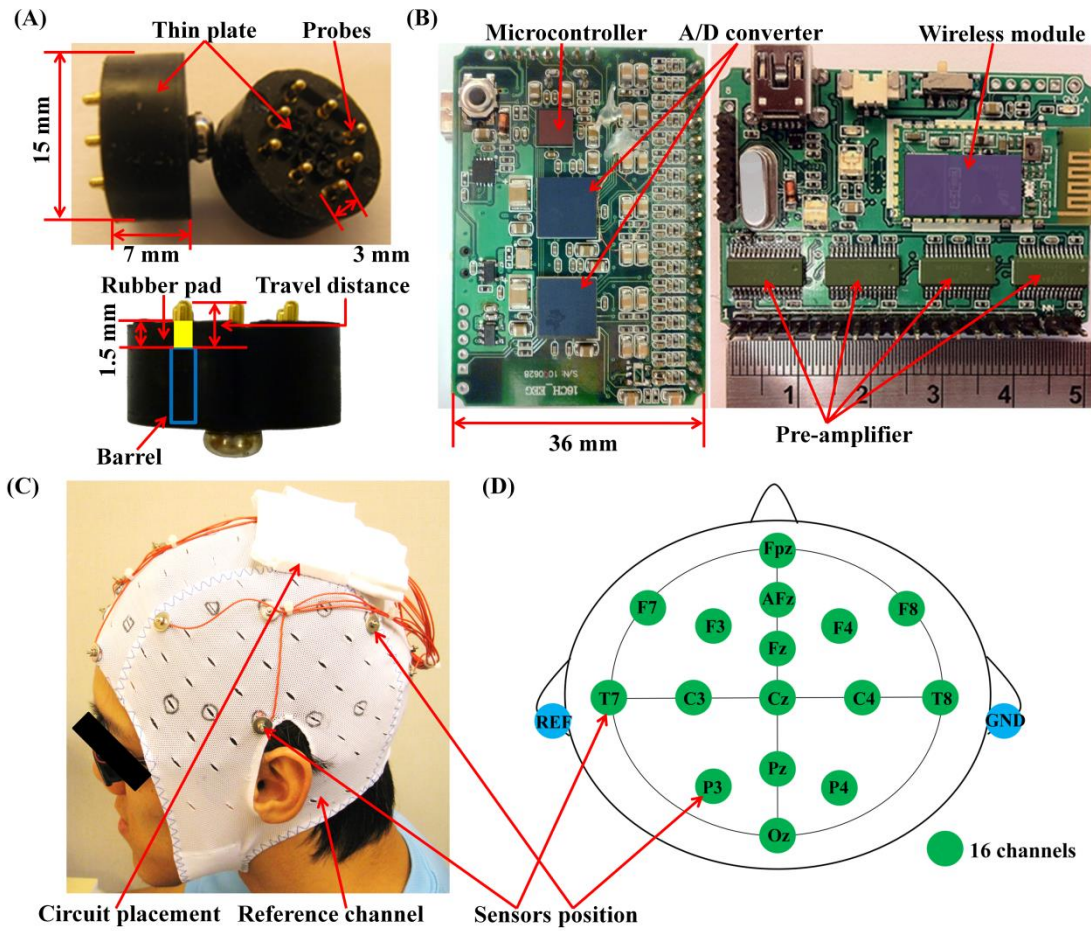 (A)
Thin plate
Probes
15 mm
7 mm
3 mm
Rubber pad
Travel distance
1.5 mm
Barrel
(B)
Microcontroller
A/D converter
Wireless module
16CH_EEG
36 mm
1 2 3 4 5
Pre-amplifier
(C)
Circuit placement
Reference channel
Sensors position
(D)
Fpz
AFz
F7
F8
F3
F4
Fz
T7
C3
Cz
C4
T8
REF
GND
Pz
P3
P4
Oz
16 channels